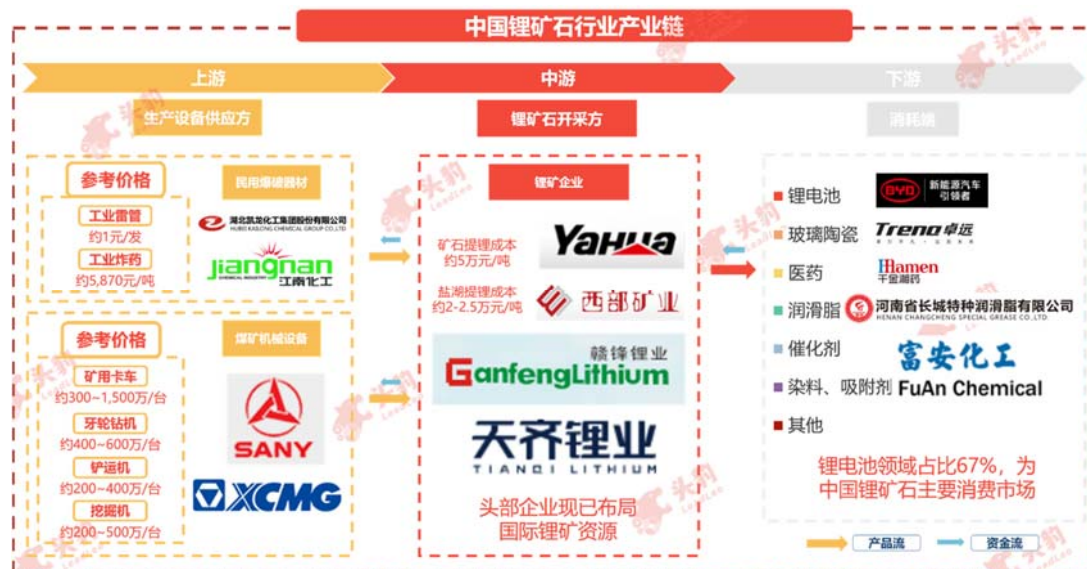 中国锂矿石行业产业链
上游
中游
下游
生产设备供应方
锂矿石开采方
消耗端
参考价格
工业雷管
约1元/发
工业炸药
约5,870元/吨
民用爆破器材
湖北凯龙化工集团股份有限公司
HUBEI KAILONG CHEMICAL GROUP CO.,LTD
jiangnan
CHEMICAL INDUSTRY
江南化工
参考价格
矿用卡车
约300~1,500万/台
牙轮钻机
约400~600万/台
铲运机
约200~400万/台
挖掘机
约200~500万/台
煤矿机械设备
SANY
XCMG
锂矿企业
矿石提锂成本
约5万元/吨
YaHua
盐湖提锂成本
约2-2.5万元/吨
西部矿业
赣锋锂业
GanfengLithium
天齐锂业
TIANQI LITHIUM
头部企业现已布局
国际锂矿资源
锂电池
BYD
新能源汽车
引领者
玻璃陶瓷
Treno 卓远
医药
Hamen
千金湘药
润滑脂
河南省长城特种润滑脂有限公司
HENAN CHANGCHENG SPECIAL GREASE CO.,LTD
催化剂
富安化工
染料、吸附剂
FuAn Chemical
其他
锂电池领域占比67%，为
中国锂矿石主要消费市场
产品流
资金流
头豹
LeadLeo